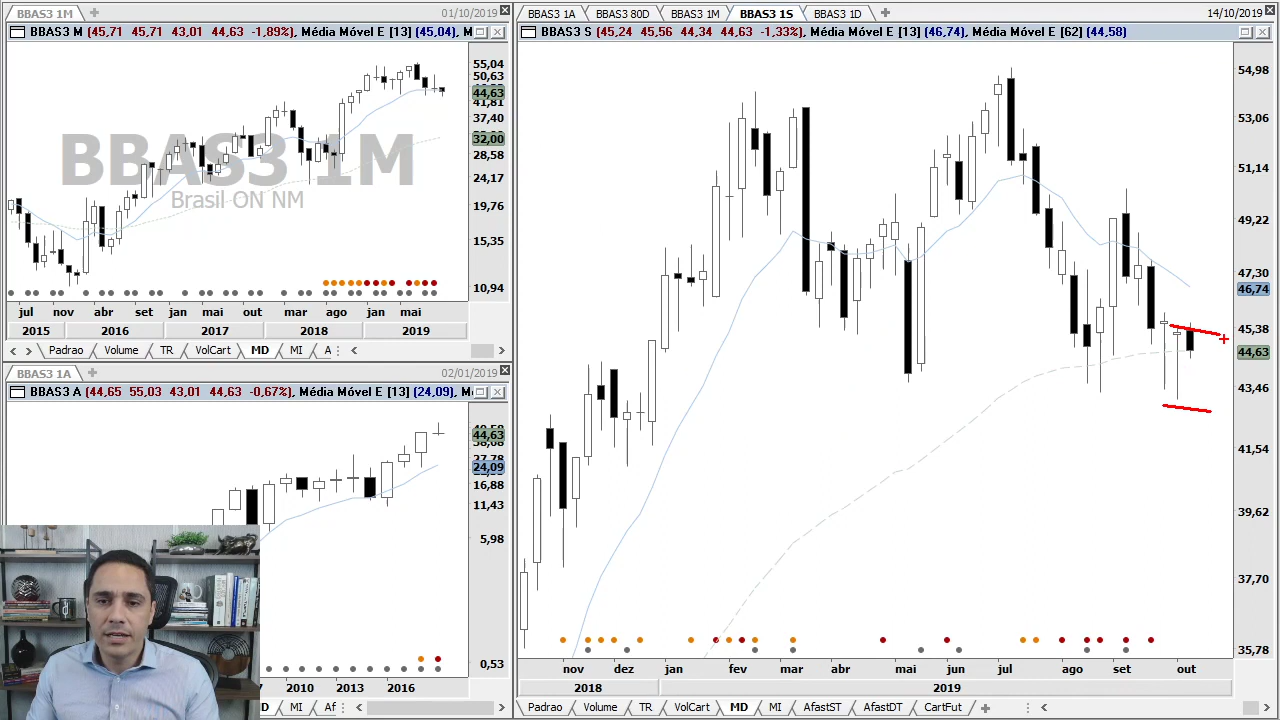 BBAS3 1M
01/10/2019
BBAS3 M (45,71 45,71 43,01 44,63 -1,89%), Média Móvel E [13] (45,04), M
BBAS3 1M
Brasil ON NM
55,04
50,63
44,63
41,81
37,40
32,00
28,58
24,17
19,76
15,35
10,94
jul nov abr set jan mai out mar ago jan mai
2015 2016 2017 2018 2019
Padrao Volume TR VolCart MD MI A
BBAS3 1A
02/01/2019
BBAS3 A (44,65 55,03 43,01 44,63 -0,67%), Média Móvel E [13] (24,09), M
44,63
24,09
16,88
11,43
5,98
0,53
2010 2013 2016
D MI Af
BBAS3 1A BBAS3 80D BBAS3 1M BBAS3 1S BBAS3 1D
14/10/2019
BBAS3 S (45,24 45,56 44,34 44,63 -1,33%), Média Móvel E [13] (46,74), Média Móvel E [62] (44,58)
54,98
53,06
51,14
49,22
47,30
46,74
45,38
44,63
43,46
41,54
39,62
37,70
35,78
nov dez jan fev mar abr mai jun jul ago set out
2018 2019
Padrao Volume TR VolCart MD MI AfastST AfastDT CartFut